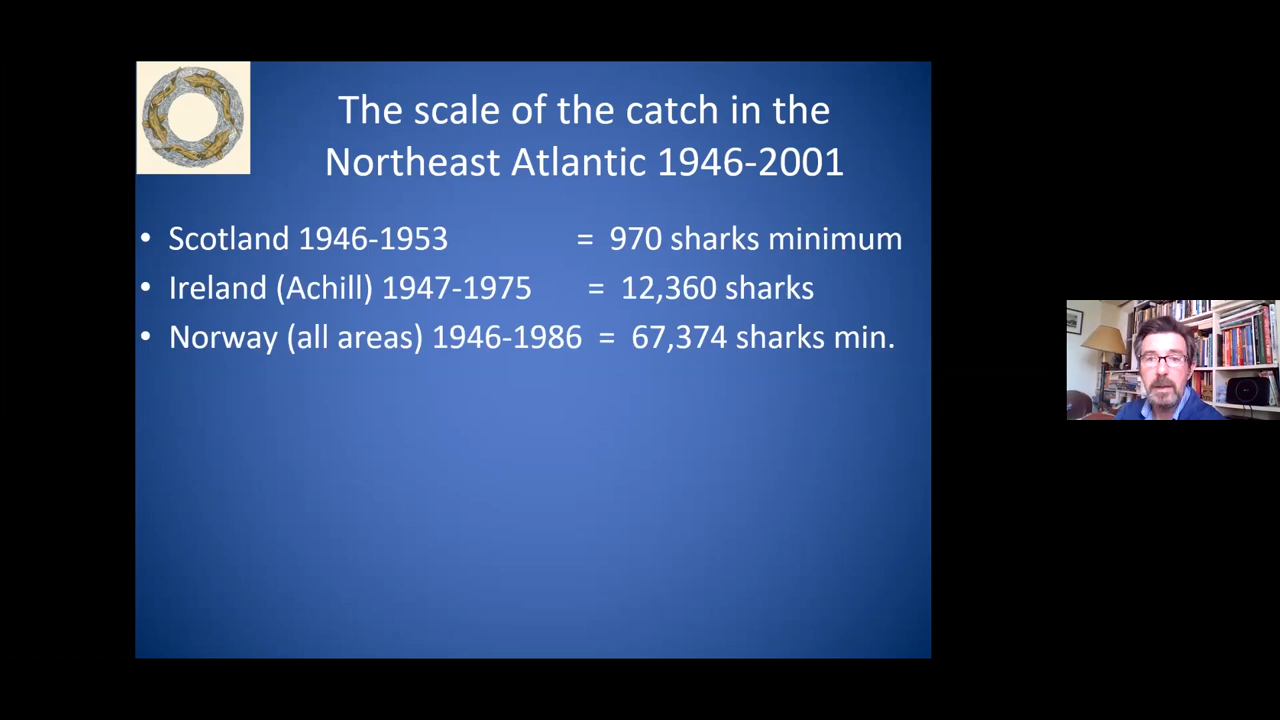 The scale of the catch in the
Northeast Atlantic 1946-2001
• Scotland 1946-1953 = 970 sharks minimum
• Ireland (Achill) 1947-1975 = 12,360 sharks
• Norway (all areas) 1946-1986 = 67,374 sharks min.